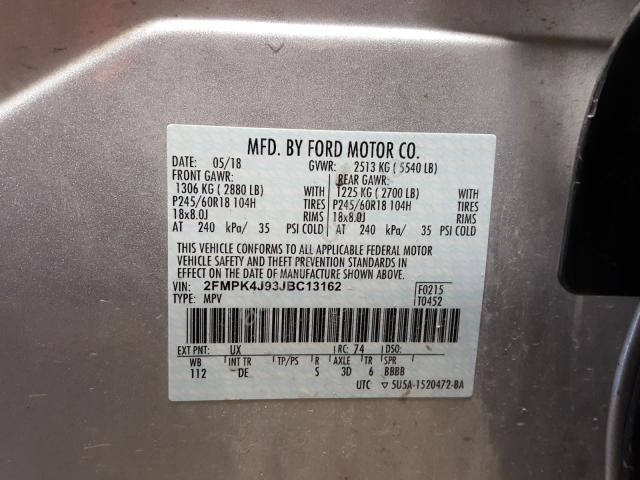 MFD. BY FORD MOTOR CO.
DATE: 05/18 GVWR: 2513 KG ( 5540 LB)
FRONT GAWR: REAR GAWR:
1306 KG ( 2880 LB) WITH 1225 KG ( 2700 LB) WITH
P245/60R18 104H TIRES P245/60R18 104H TIRES
18x8.0J RIMS 18x8.0J RIMS
AT 240 kPa/ 35 PSI COLD AT 240 kPa/ 35 PSI COLD
THIS VEHICLE CONFORMS TO ALL APPLICABLE FEDERAL MOTOR
VEHICLE SAFETY AND THEFT PREVENTION STANDARDS IN
EFFECT ON THE DATE OF MANUFACTURE SHOWN ABOVE.
VIN: 2FMPK4J93JBC13162 F0215
TYPE: MPV T0452
EXT PNT: UX RC: 74 DSO:
WB INT TR TP/PS R AXLE TR SPR
112 DE S 3D 6 BBBB
UTC ▽ 5U5A-1520472-BA